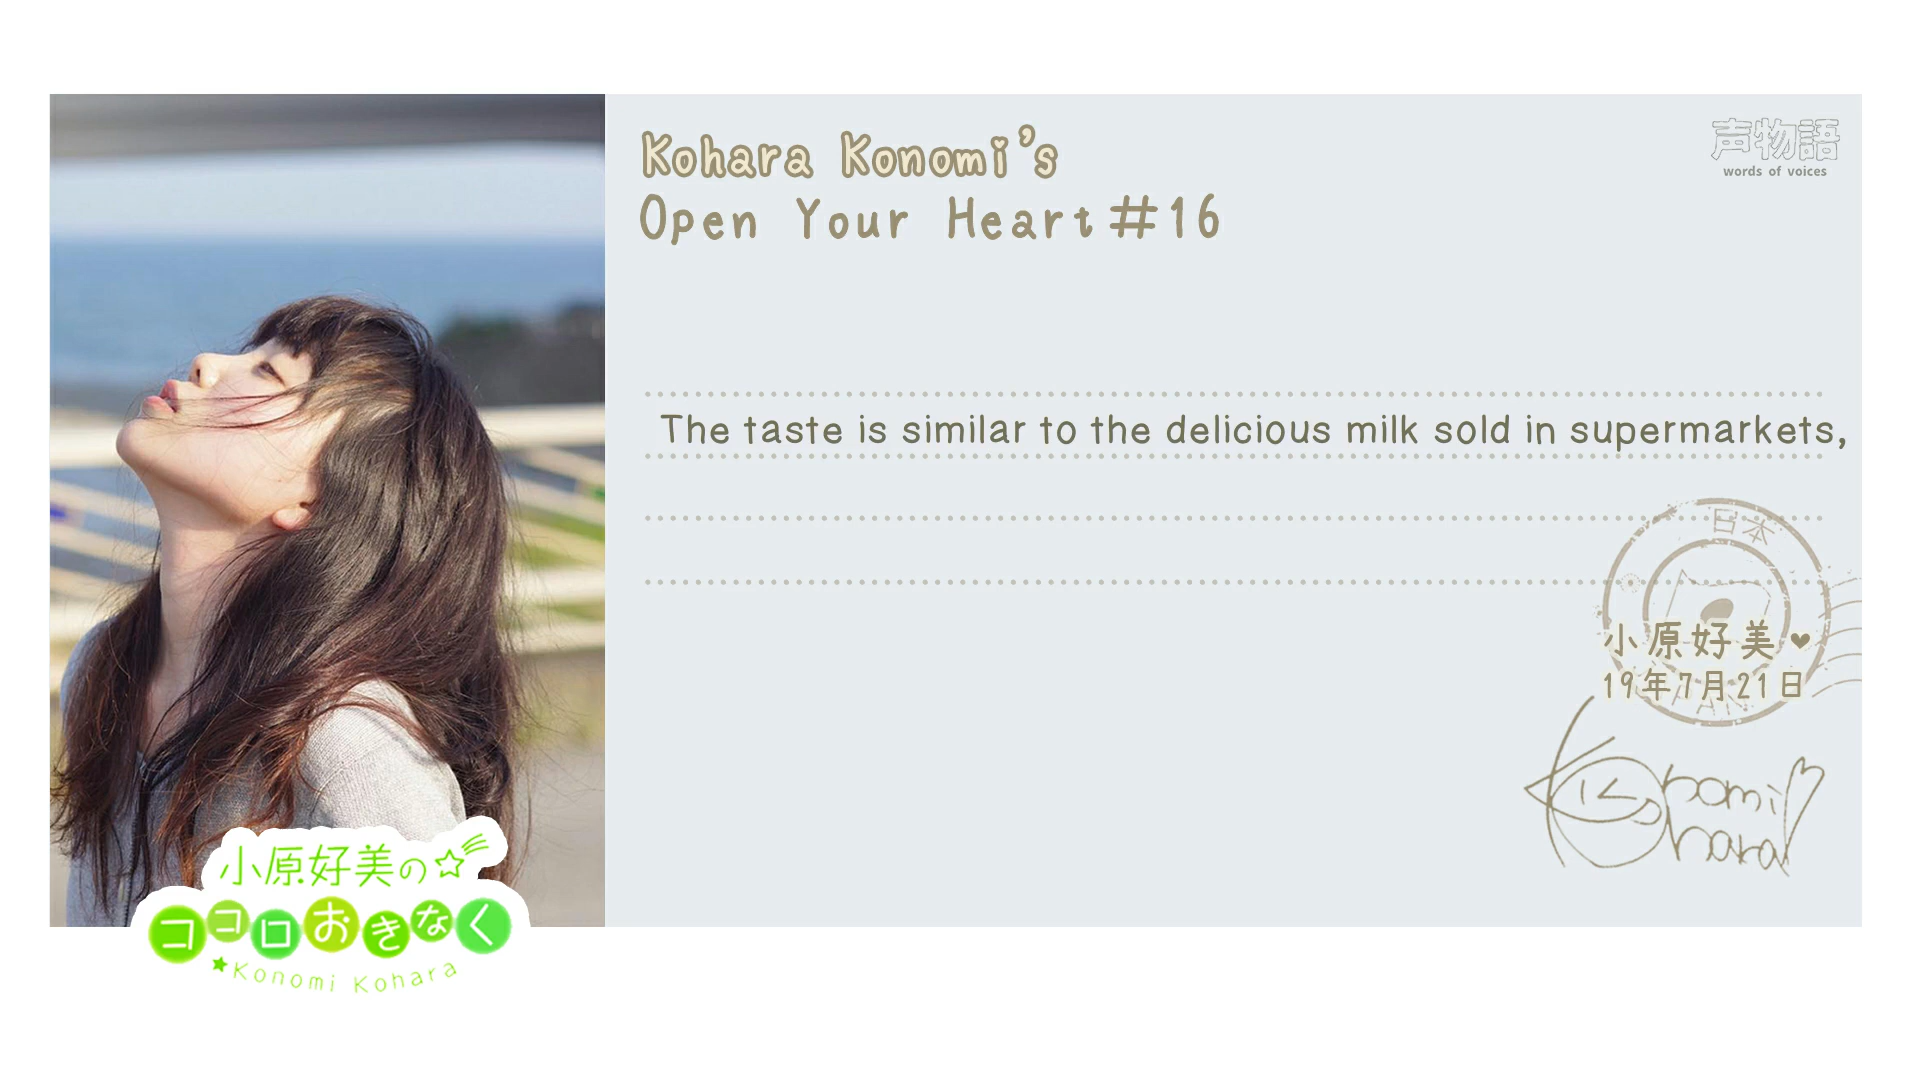 Kohara Konomi's
Open Your Heart#16
声物語
words of voices
The taste is similar to the delicious milk sold in supermarkets,
日本
小原好美❤
19年7月21日
Konomi
Kohara
小原好美の☆
ココロおきなく
★Konomi Kohara